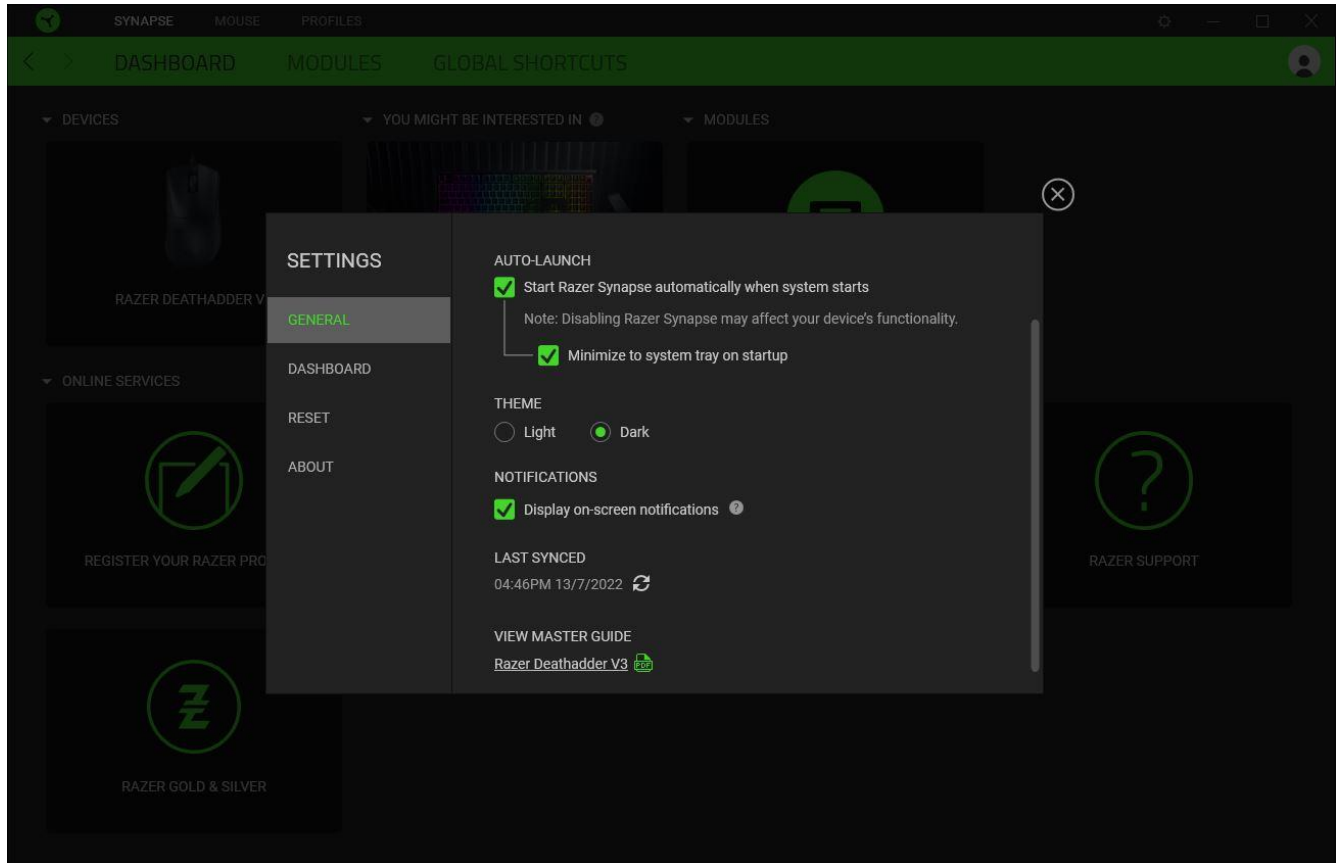 SYNAPSE MOUSE PROFILES
DASHBOARD MODULES GLOBAL SHORTCUTS
DEVICES
YOU MIGHT BE INTERESTED IN ?
MODULES
RAZER DEATHADDER V
SETTINGS
GENERAL
DASHBOARD
RESET
ABOUT
AUTO-LAUNCH
Start Razer Synapse automatically when system starts
Note: Disabling Razer Synapse may affect your device’s functionality.
Minimize to system tray on startup
THEME
Light Dark
NOTIFICATIONS
Display on-screen notifications ?
LAST SYNCED
04:46PM 13/7/2022
VIEW MASTER GUIDE
Razer Deathadder V3 PDF
ONLINE SERVICES
REGISTER YOUR RAZER PRO
?
RAZER SUPPORT
RAZER GOLD & SILVER